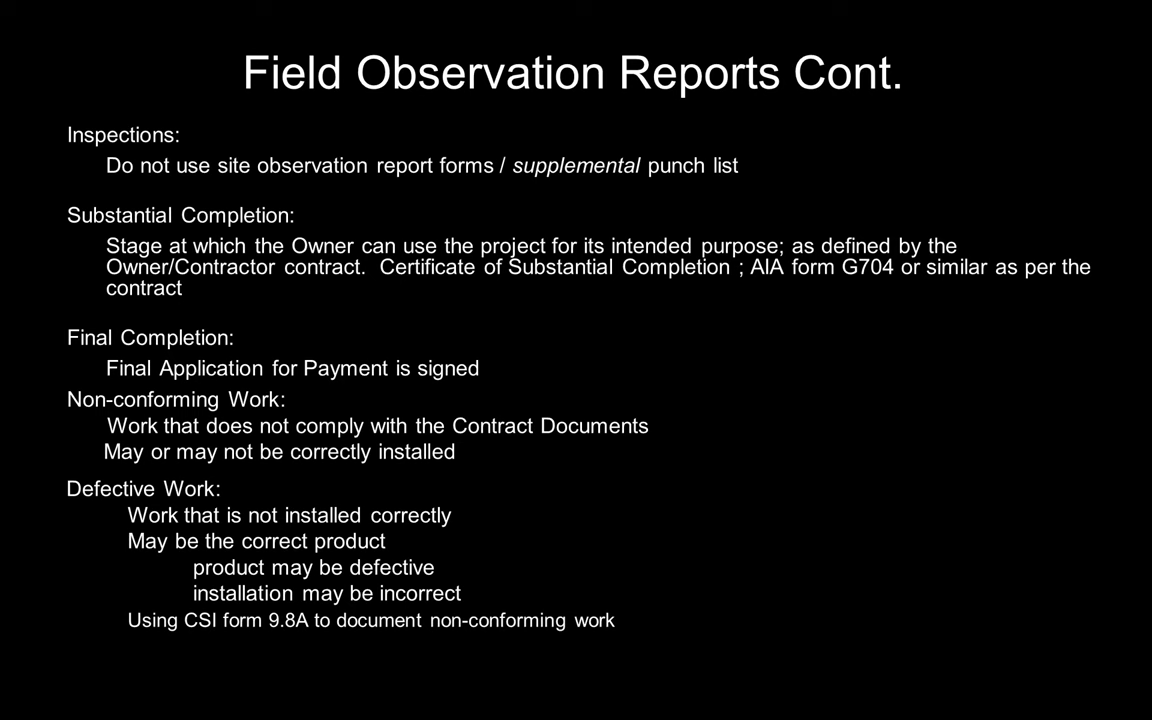 Field Observation Reports Cont.
Inspections:
Do not use site observation report forms / supplemental punch list
Substantial Completion:
Stage at which the Owner can use the project for its intended purpose; as defined by the
Owner/Contractor contract.  Certificate of Substantial Completion ; AIA form G704 or similar as per the
contract
Final Completion:
Final Application for Payment is signed
Non-conforming Work:
Work that does not comply with the Contract Documents
May or may not be correctly installed
Defective Work:
Work that is not installed correctly
May be the correct product
product may be defective
installation may be incorrect
Using CSI form 9.8A to document non-conforming work